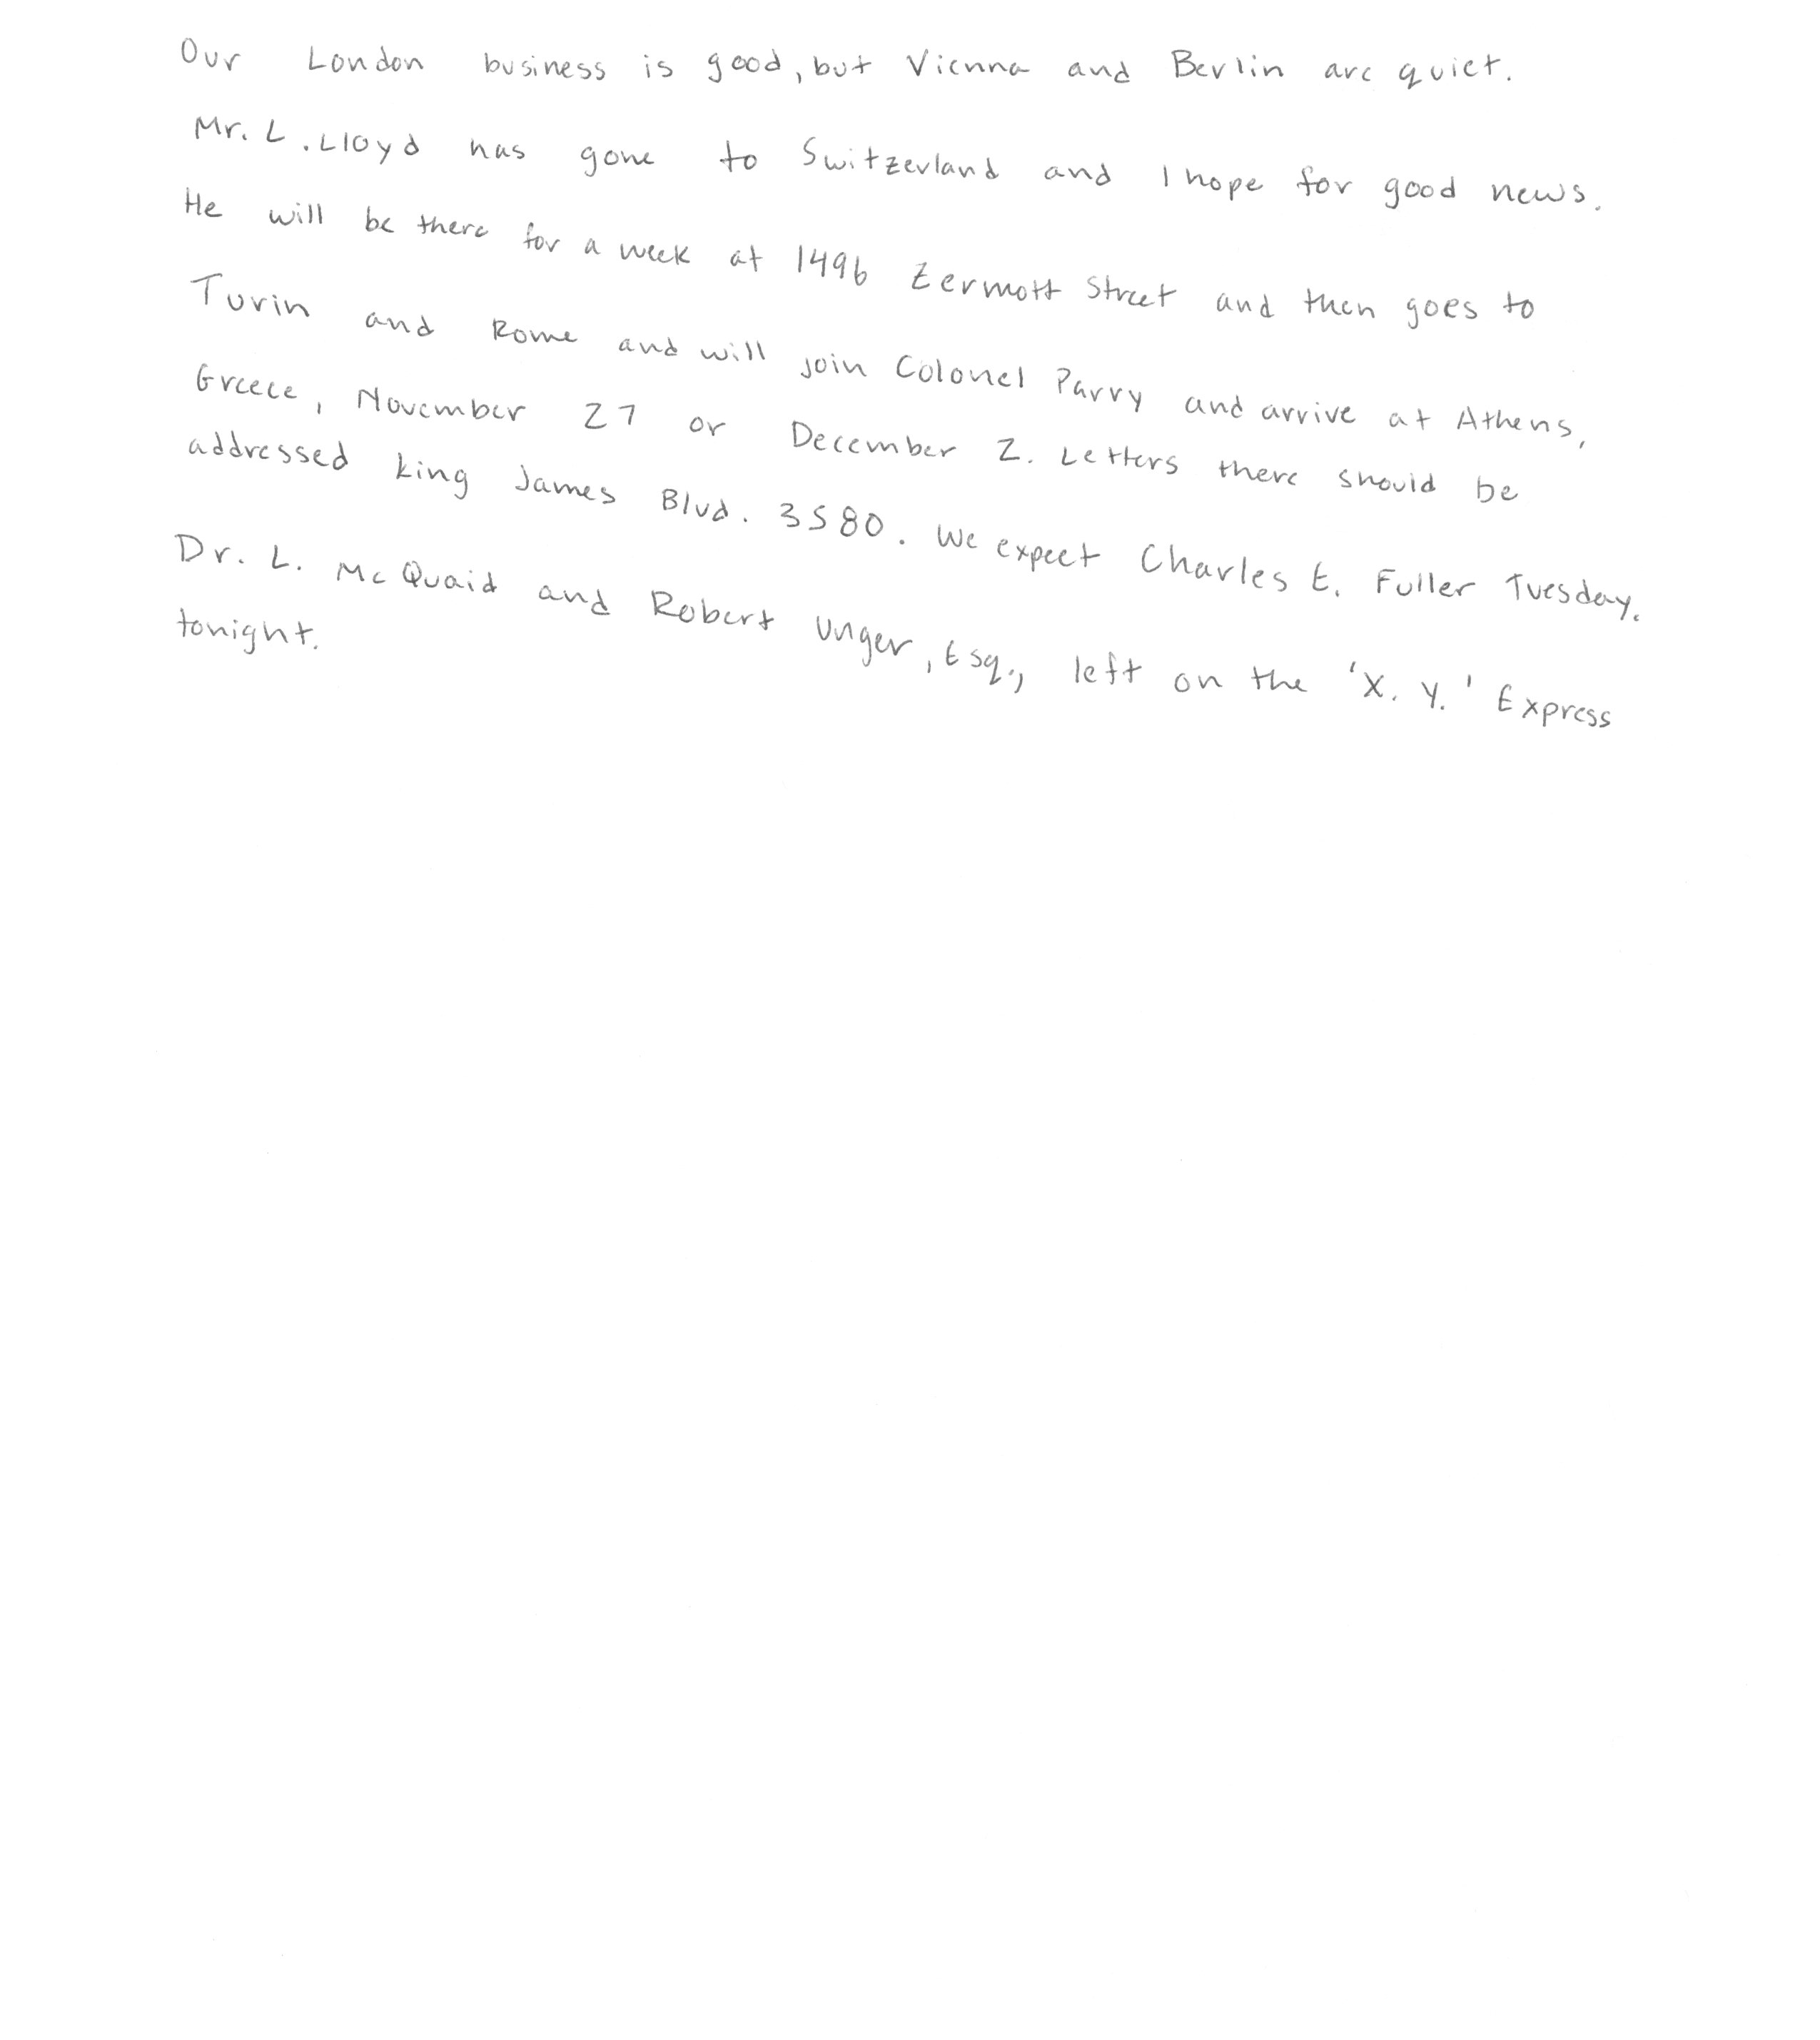 Our London business is good, but Vienna and Berlin are quiet.
Mr. L. Lloyd has gone to Switzerland and I hope for good news.
He will be there for a week at 1496 Zermott Street and then goes to
Turin and Rome and will join Colonel Parry and arrive at Athens,
Greece, November 27 or December 2. Letters there should be
addressed King James Blvd. 3580. We expect Charles E. Fuller Tuesday.
Dr. L. McQuaid and Robert Unger, Esq., left on the 'X. Y.' Express
tonight.